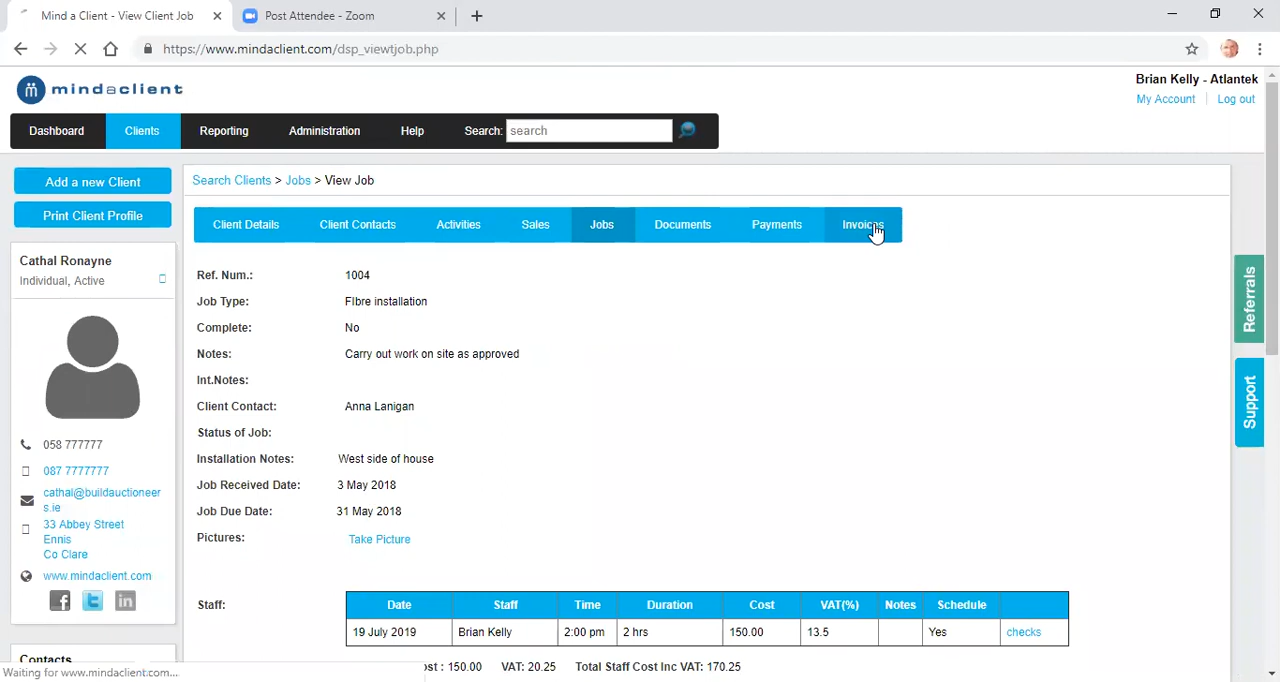 Mind a Client - View Client Job
Post Attendee - Zoom
https://www.mindaclient.com/dsp_viewtjob.php
mindaclient
Brian Kelly - Atlantek
My Account Log out
Dashboard Clients Reporting Administration Help Search: search
Add a new Client
Print Client Profile
Search Clients > Jobs > View Job
Client Details Client Contacts Activities Sales Jobs Documents Payments Invoices
Cathal Ronayne
Individual, Active
058 777777
087 7777777
cathal@buildauctioneer
s.ie
33 Abbey Street
Ennis
Co Clare
www.mindaclient.com
Contacts
Ref. Num.: 1004
Job Type: FIbre installation
Complete: No
Notes: Carry out work on site as approved
Int.Notes:
Client Contact: Anna Lanigan
Status of Job:
Installation Notes: West side of house
Job Received Date: 3 May 2018
Job Due Date: 31 May 2018
Pictures: Take Picture
Staff:
Date Staff Time Duration Cost VAT(%) Notes Schedule
19 July 2019 Brian Kelly 2:00 pm 2 hrs 150.00 13.5 Yes checks
ost : 150.00 VAT: 20.25 Total Staff Cost Inc VAT: 170.25
Referrals
Support
Waiting for www.mindaclient.com...